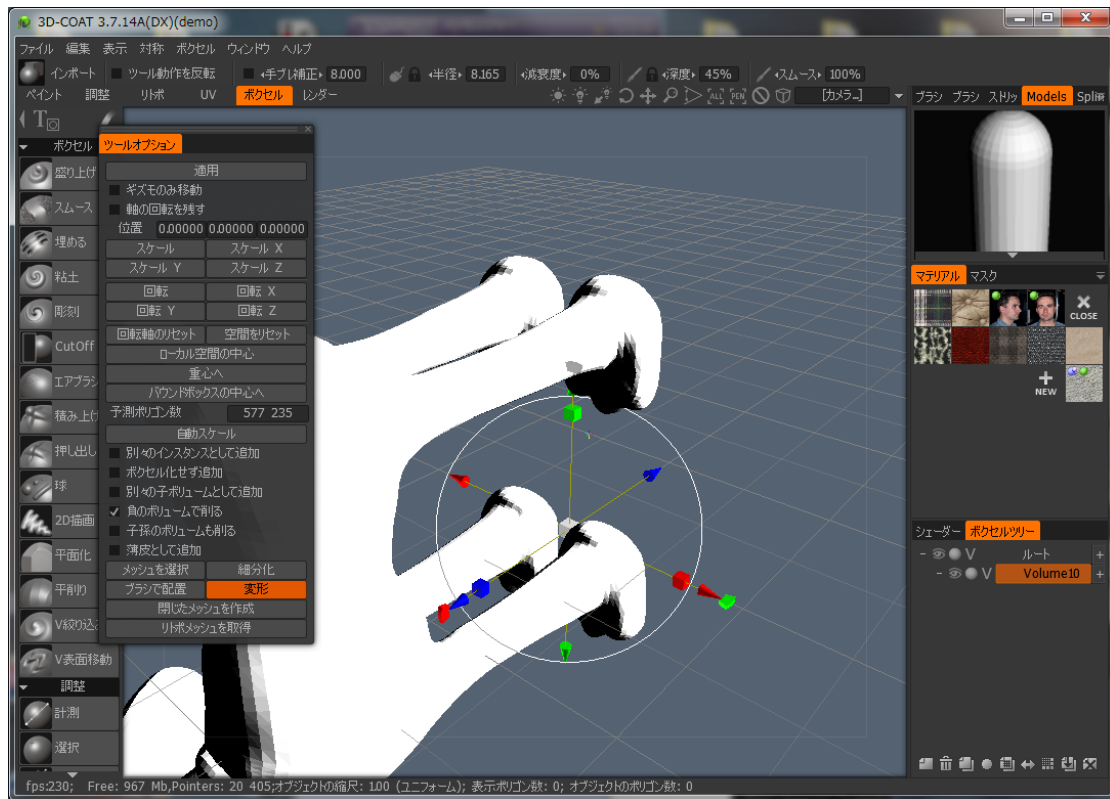 3D-COAT 3.7.14A(DX)(demo)
ファイル 編集 表示 対称 ボクセル ウィンドウ ヘルプ
インポート ツール動作を反転 手ブレ補正 8.000 半径 8.165 減衰度 0% 深度 45% スムース 100%
ペイント 調整 リトポ UV ボクセル レンダー [カメラ...] ブラシ ブラシ ストリッ Models Splin
ALL PEN
ボクセル
盛り上げ
スムース
埋める
粘土
彫刻
CutOff
エアブラシ
積み上げ
押し出し
球
2D描画
平面化
平削り
V絞り込
V表面移動
調整
計測
選択
ツールオプション
適用
ギズモのみ移動
軸の回転を残す
位置 0.00000 0.00000 0.00000
スケール スケール X
スケール Y スケール Z
回転 回転 X
回転 Y 回転 Z
回転軸のリセット 空間をリセット
ローカル空間の中心
重心へ
バウンドボックスの中心へ
予測ポリゴン数 577 235
自動スケール
別々のインスタンスとして追加
ボクセル化せず追加
別々の子ボリュームとして追加
負のボリュームで削る
子孫のボリュームも削る
薄皮として追加
メッシュを選択 細分化
ブラシで配置 変形
閉じたメッシュを作成
リトポメッシュを取得
マテリアル マスク
CLOSE
NEW
シェーダー ボクセルツリー
V ルート +
V Volume10 +
fps:230; Free: 967 Mb,Pointers: 20 405;オブジェクトの縮尺: 1.00 (ユニフォーム); 表示ポリゴン数: 0; オブジェクトのポリゴン数: 0